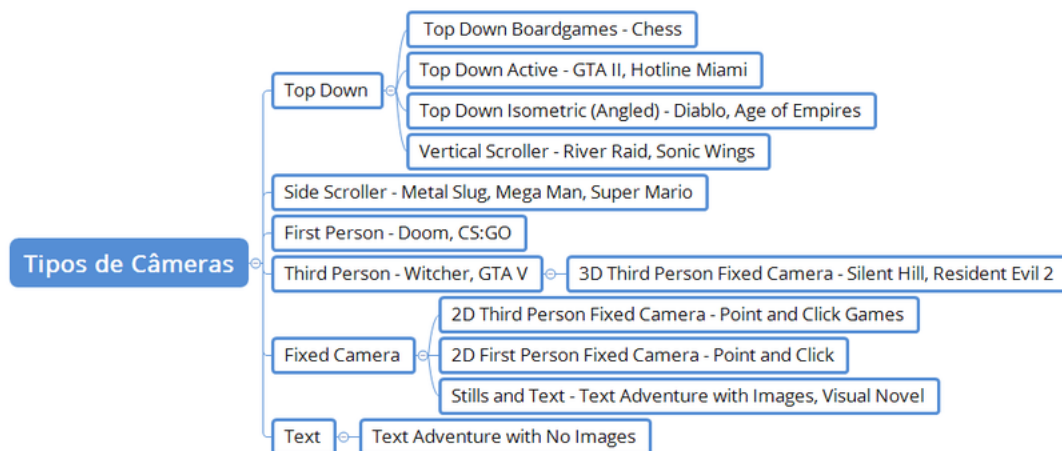 Tipos de Câmeras
Top Down
Top Down Boardgames - Chess
Top Down Active - GTA II, Hotline Miami
Top Down Isometric (Angled) - Diablo, Age of Empires
Vertical Scroller - River Raid, Sonic Wings
Side Scroller - Metal Slug, Mega Man, Super Mario
First Person - Doom, CS:GO
Third Person - Witcher, GTA V
3D Third Person Fixed Camera - Silent Hill, Resident Evil 2
Fixed Camera
2D Third Person Fixed Camera - Point and Click Games
2D First Person Fixed Camera - Point and Click
Stills and Text - Text Adventure with Images, Visual Novel
Text
Text Adventure with No Images